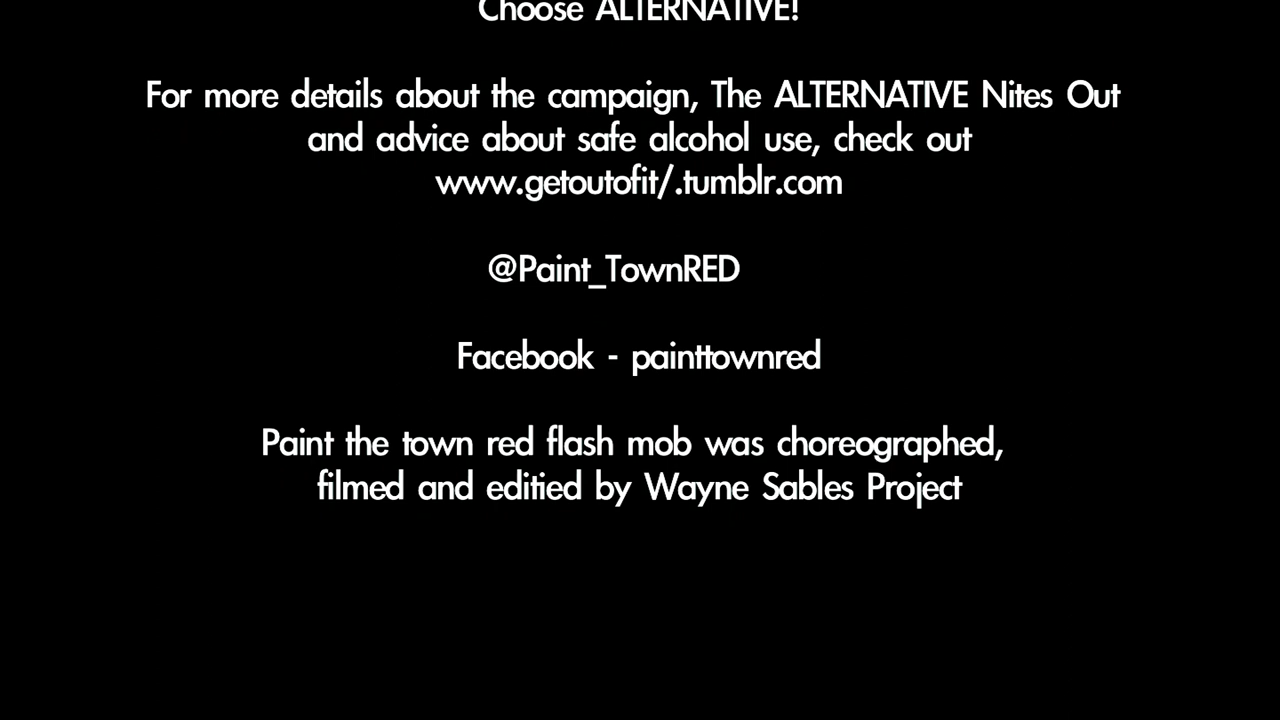 Choose ALTERNATIVE!
For more details about the campaign, The ALTERNATIVE Nites Out
and advice about safe alcohol use, check out
www.getoutofit/.tumblr.com
@Paint_TownRED
Facebook - painttownred
Paint the town red flash mob was choreographed,
filmed and editied by Wayne Sables Project